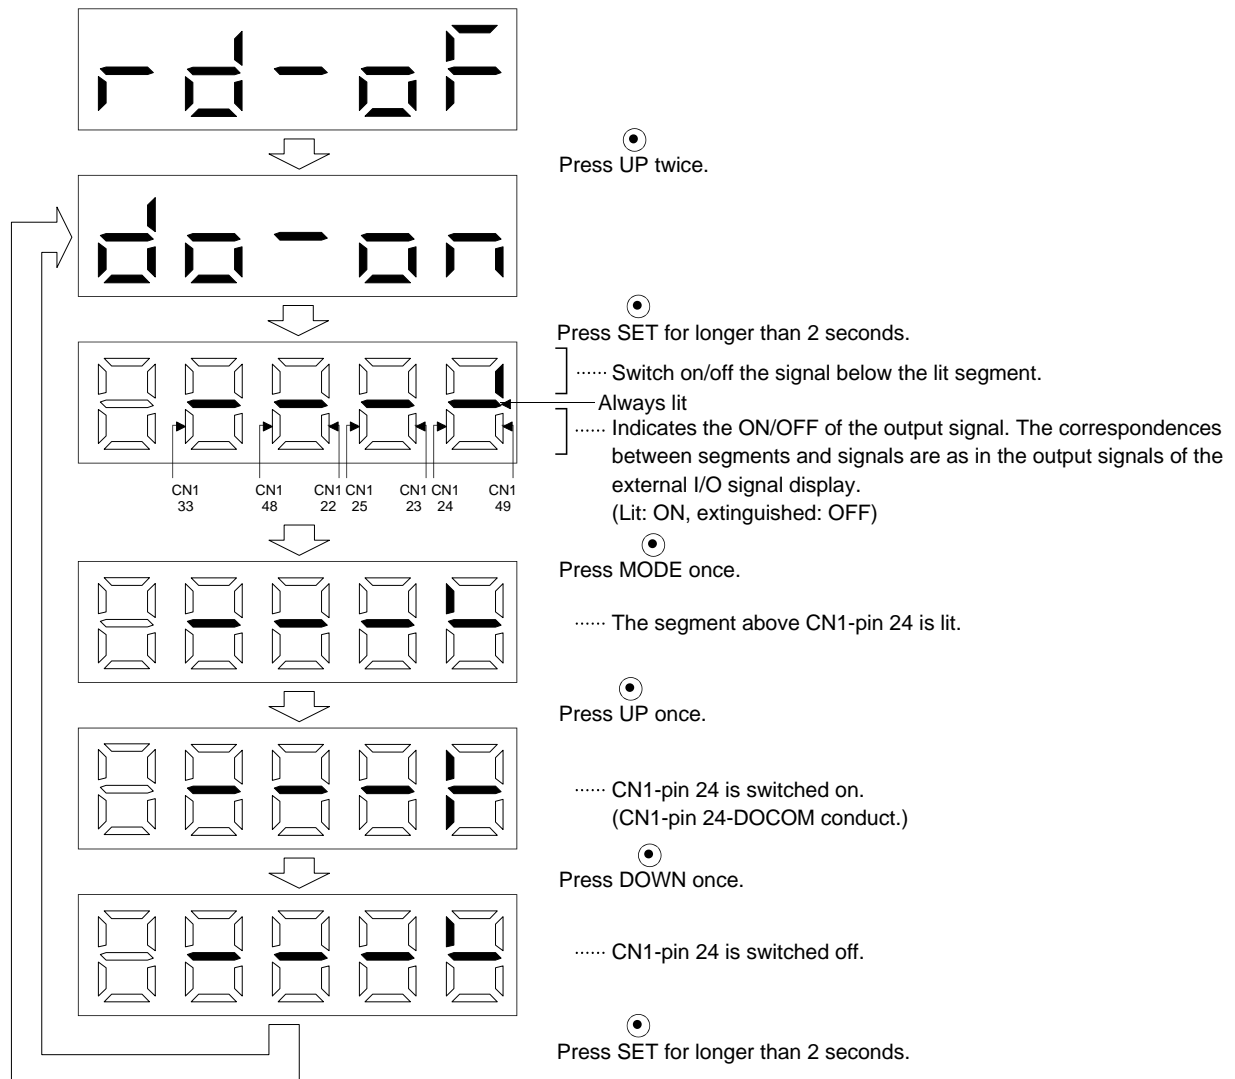 rd-oF
Press UP twice.
do-on
Press SET for longer than 2 seconds.
······ Switch on/off the signal below the lit segment.
Always lit
······ Indicates the ON/OFF of the output signal. The correspondences
between segments and signals are as in the output signals of the
external I/O signal display.
(Lit: ON, extinguished: OFF)
CN1 CN1 CN1 CN1 CN1 CN1 CN1
33 48 22 25 23 24 49
Press MODE once.
······ The segment above CN1-pin 24 is lit.
Press UP once.
······ CN1-pin 24 is switched on.
(CN1-pin 24-DOCOM conduct.)
Press DOWN once.
······ CN1-pin 24 is switched off.
Press SET for longer than 2 seconds.